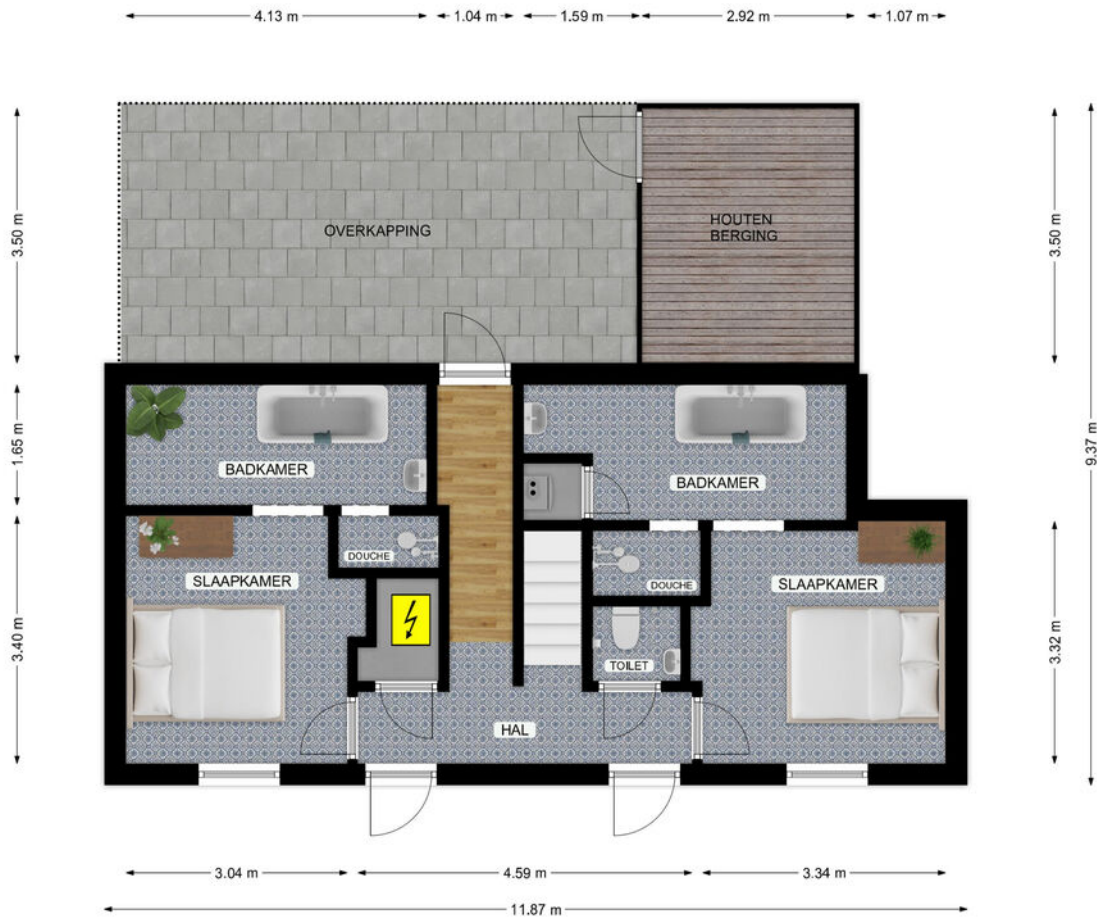 4.13 m
1.04 m
1.59 m
2.92 m
1.07 m
3.50 m
1.65 m
3.40 m
3.50 m
3.32 m
9.37 m
OVERKAPPING
HOUTEN
BERGING
BADKAMER
BADKAMER
DOUCHE
SLAAPKAMER
DOUCHE
SLAAPKAMER
TOILET
HAL
3.04 m
4.59 m
3.34 m
11.87 m